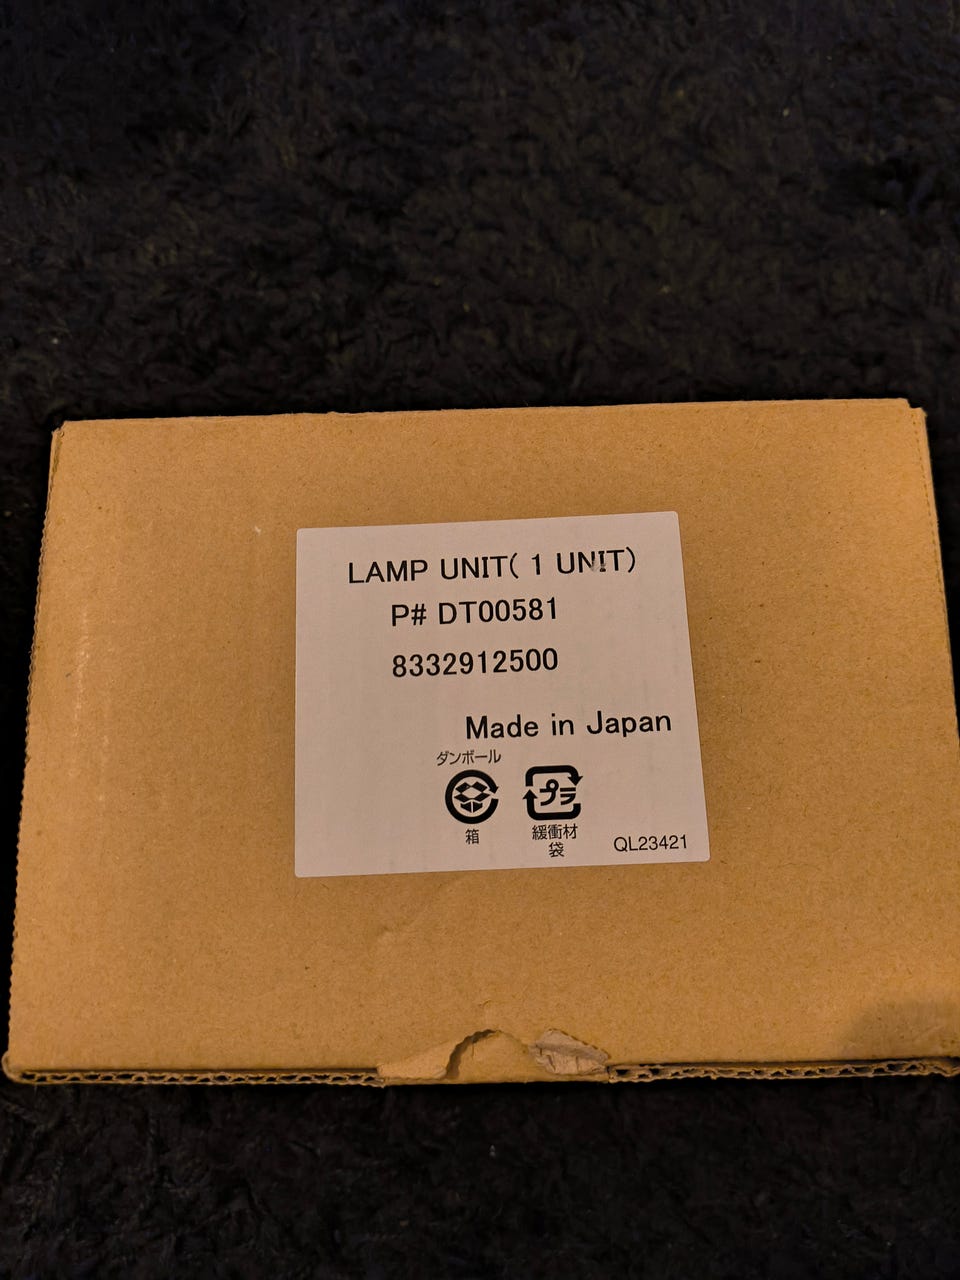 LAMP UNIT( 1 UNIT)
P# DT00581
8332912500
Made in Japan
ダンボール
プラ
箱
緩衝材
袋
QL23421